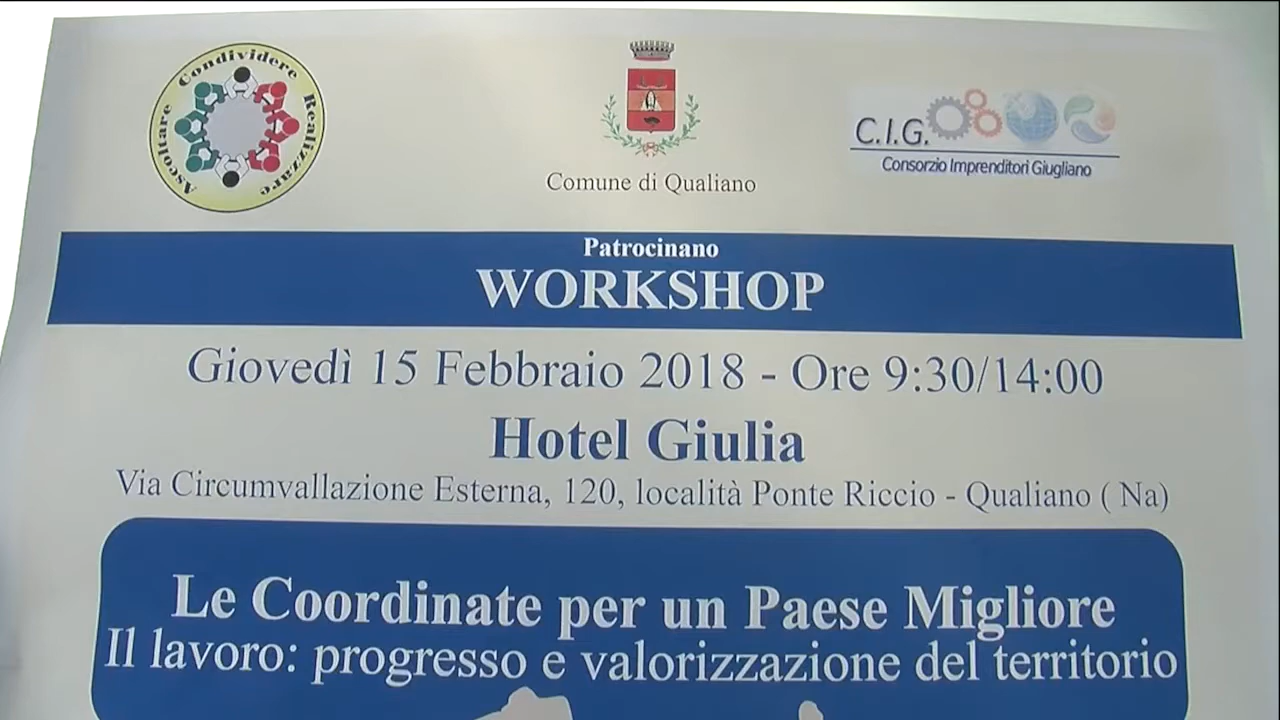 Ascoltare Condividere Realizzare
Comune di Qualiano
C.I.G.
Consorzio Imprenditori Giugliano
Patrocinano
WORKSHOP
Giovedì 15 Febbraio 2018 - Ore 9:30/14:00
Hotel Giulia
Via Circumvallazione Esterna, 120, località Ponte Riccio - Qualiano ( Na)
Le Coordinate per un Paese Migliore
Il lavoro: progresso e valorizzazione del territorio